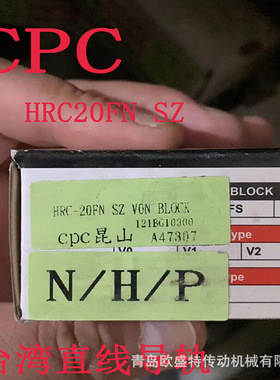 CPC
HRC20FN SZ
BLOCK
HRC-20FN SZ V0N BLOCK
121BG10300
FS
cpc昆山 A47307
ype
V0
V1
V2
N/H/P
台湾直线导轨
青岛欧盛特传动机械有限